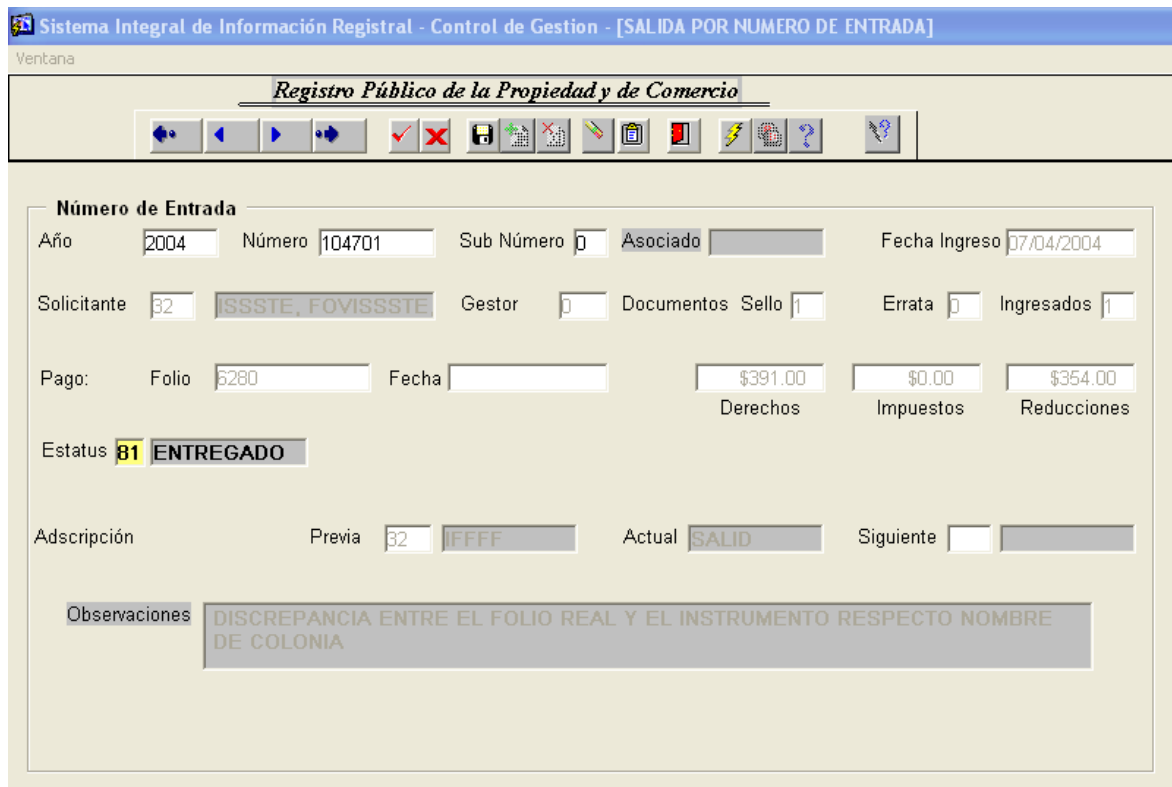 Sistema Integral de Información Registral - Control de Gestion - [SALIDA POR NUMERO DE ENTRADA]
Ventana
Registro Público de la Propiedad y de Comercio
Número de Entrada
Año 2004 Número 104701 Sub Número 0 Asociado Fecha Ingreso 07/04/2004
Solicitante 32 ISSSTE, FOVISSSTE Gestor 0 Documentos Sello 1 Errata 0 Ingresados 1
Pago: Folio 6280 Fecha $391.00 $0.00 $354.00
Derechos Impuestos Reducciones
Estatus 81 ENTREGADO
Adscripción Previa 32 IFFFF Actual SALID Siguiente
Observaciones DISCREPANCIA ENTRE EL FOLIO REAL Y EL INSTRUMENTO RESPECTO NOMBRE
DE COLONIA